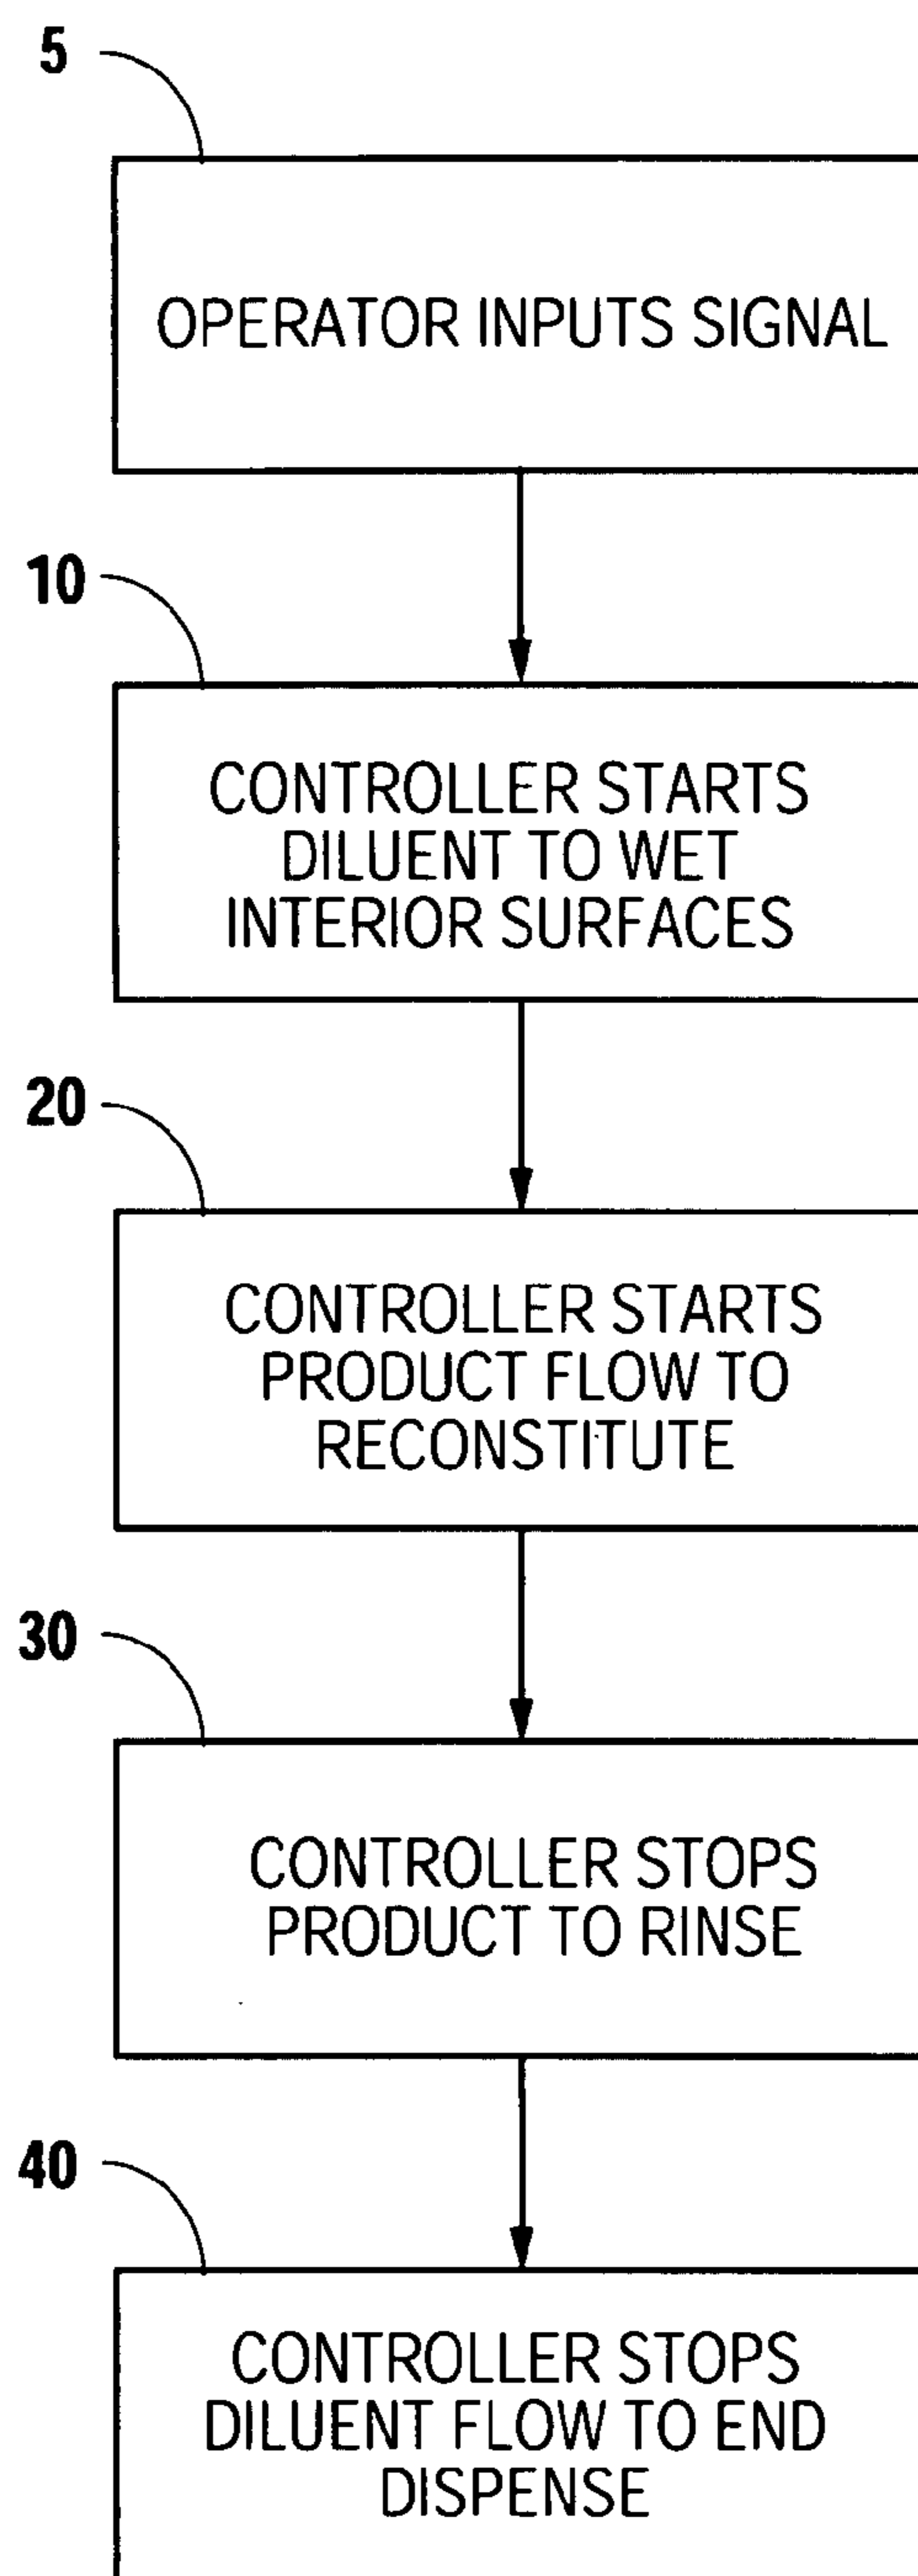 5
OPERATOR INPUTS SIGNAL
10
CONTROLLER STARTS
DILUENT TO WET
INTERIOR SURFACES
20
CONTROLLER STARTS
PRODUCT FLOW TO
RECONSTITUTE
30
CONTROLLER STOPS
PRODUCT TO RINSE
40
CONTROLLER STOPS
DILUENT FLOW TO END
DISPENSE